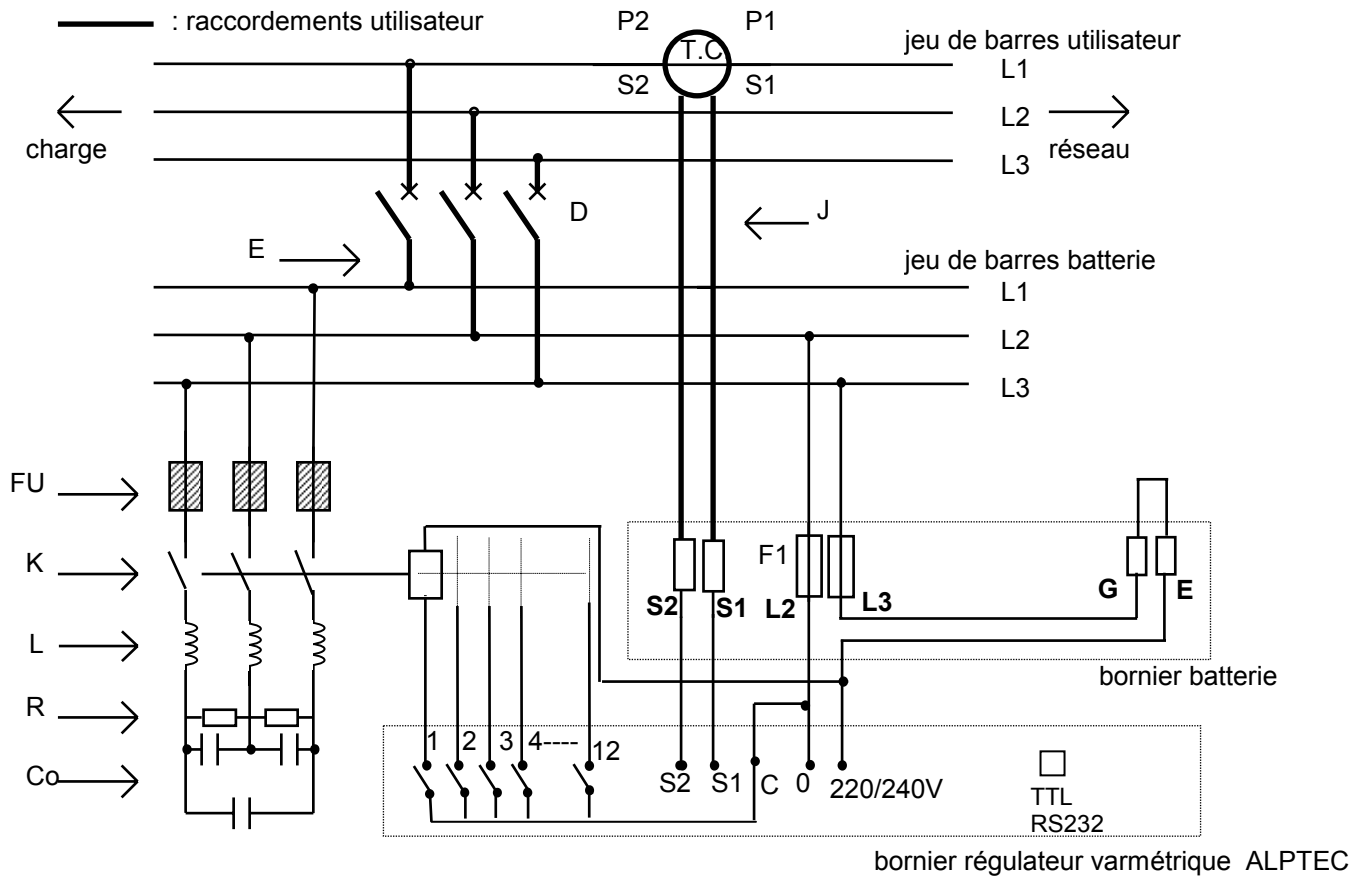 : raccordements utilisateur
P2 P1
T.C
jeu de barres utilisateur
S2 S1
L1
L2
charge
réseau
L3
D
J
E
jeu de barres batterie
L1
L2
L3
FU
F1
K
G E
S2 S1 L2 L3
L
bornier batterie
R
1 2 3 4---- 12
Co
S2 S1 C 0 220/240V
TTL
RS232
bornier régulateur varmétrique ALPTEC